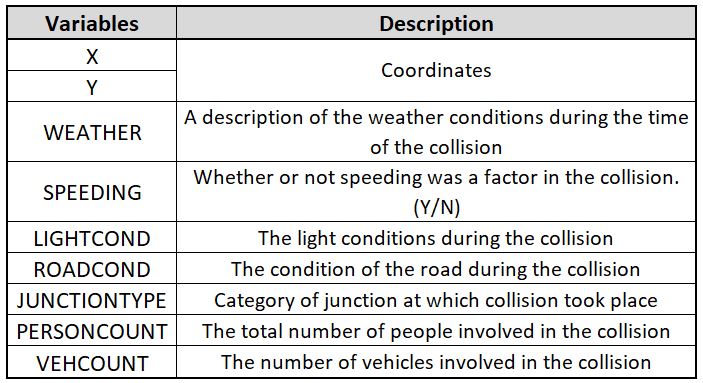 Variables Description
X
Coordinates
Y
WEATHER
A description of the weather conditions during the time
of the collision
SPEEDING
Whether or not speeding was a factor in the collision.
(Y/N)
LIGHTCOND The light conditions during the collision
ROADCOND The condition of the road during the collision
JUNCTIONTYPE Category of junction at which collision took place
PERSONCOUNT The total number of people involved in the collision
VEHCOUNT The number of vehicles involved in the collision